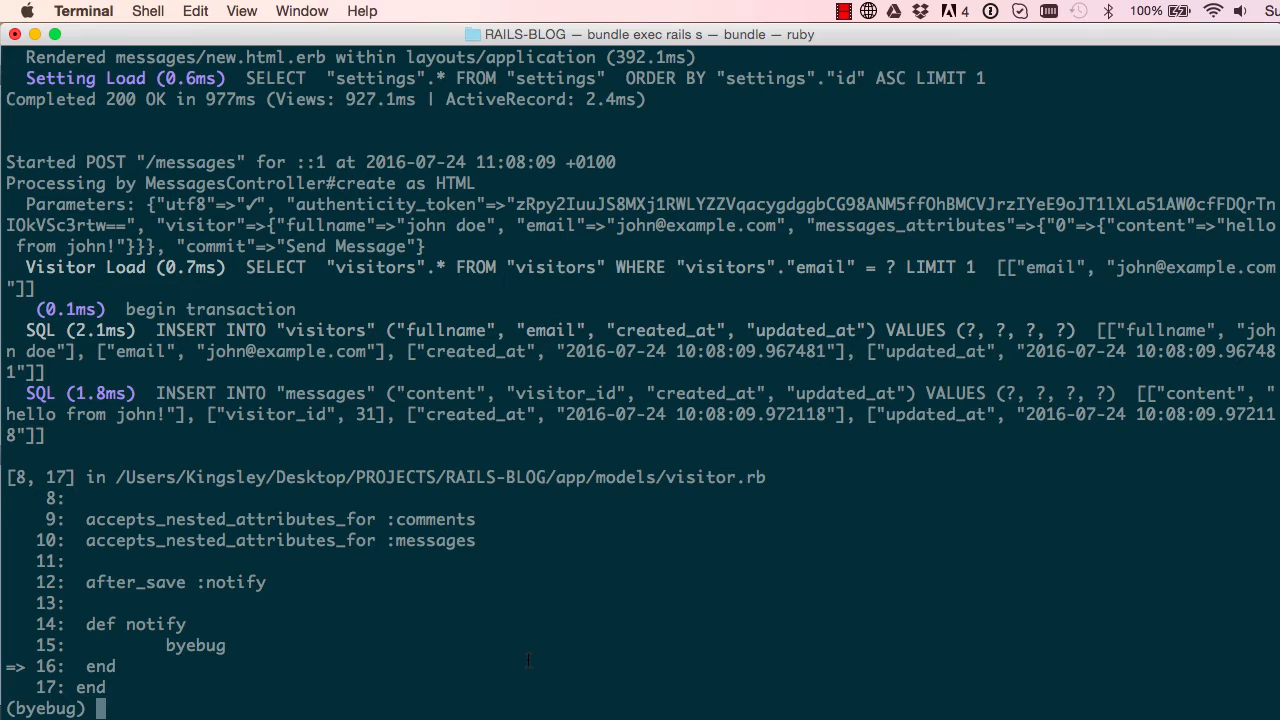 Terminal Shell Edit View Window Help 4 100% Su
RAILS-BLOG — bundle exec rails s — bundle — ruby
Rendered messages/new.html.erb within layouts/application (392.1ms)
Setting Load (0.6ms) SELECT "settings".* FROM "settings" ORDER BY "settings"."id" ASC LIMIT 1
Completed 200 OK in 977ms (Views: 927.1ms | ActiveRecord: 2.4ms)
Started POST "/messages" for ::1 at 2016-07-24 11:08:09 +0100
Processing by MessagesController#create as HTML
Parameters: {"utf8"=>"✓", "authenticity_token"=>"zRpy2IuuJS8MXj1RWLYZZVqacygdggbCG98ANM5ffOhBMCVJrzIYeE9oJT1lXLa51AW0cfFDQrTn
IOkVSc3rtw==", "visitor"=>{"fullname"=>"john doe", "email"=>"john@example.com", "messages_attributes"=>{"0"=>{"content"=>"hello
from john!"}}}, "commit"=>"Send Message"}
Visitor Load (0.7ms) SELECT "visitors".* FROM "visitors" WHERE "visitors"."email" = ? LIMIT 1 [["email", "john@example.com
"]]
(0.1ms) begin transaction
SQL (2.1ms) INSERT INTO "visitors" ("fullname", "email", "created_at", "updated_at") VALUES (?, ?, ?, ?) [["fullname", "joh
n doe"], ["email", "john@example.com"], ["created_at", "2016-07-24 10:08:09.967481"], ["updated_at", "2016-07-24 10:08:09.96748
1"]]
SQL (1.8ms) INSERT INTO "messages" ("content", "visitor_id", "created_at", "updated_at") VALUES (?, ?, ?, ?) [["content", "
hello from john!"], ["visitor_id", 31], ["created_at", "2016-07-24 10:08:09.972118"], ["updated_at", "2016-07-24 10:08:09.97211
8"]]
[8, 17] in /Users/Kingsley/Desktop/PROJECTS/RAILS-BLOG/app/models/visitor.rb
8:
9: accepts_nested_attributes_for :comments
10: accepts_nested_attributes_for :messages
11:
12: after_save :notify
13:
14: def notify
15: byebug
=> 16: end
17: end
(byebug)